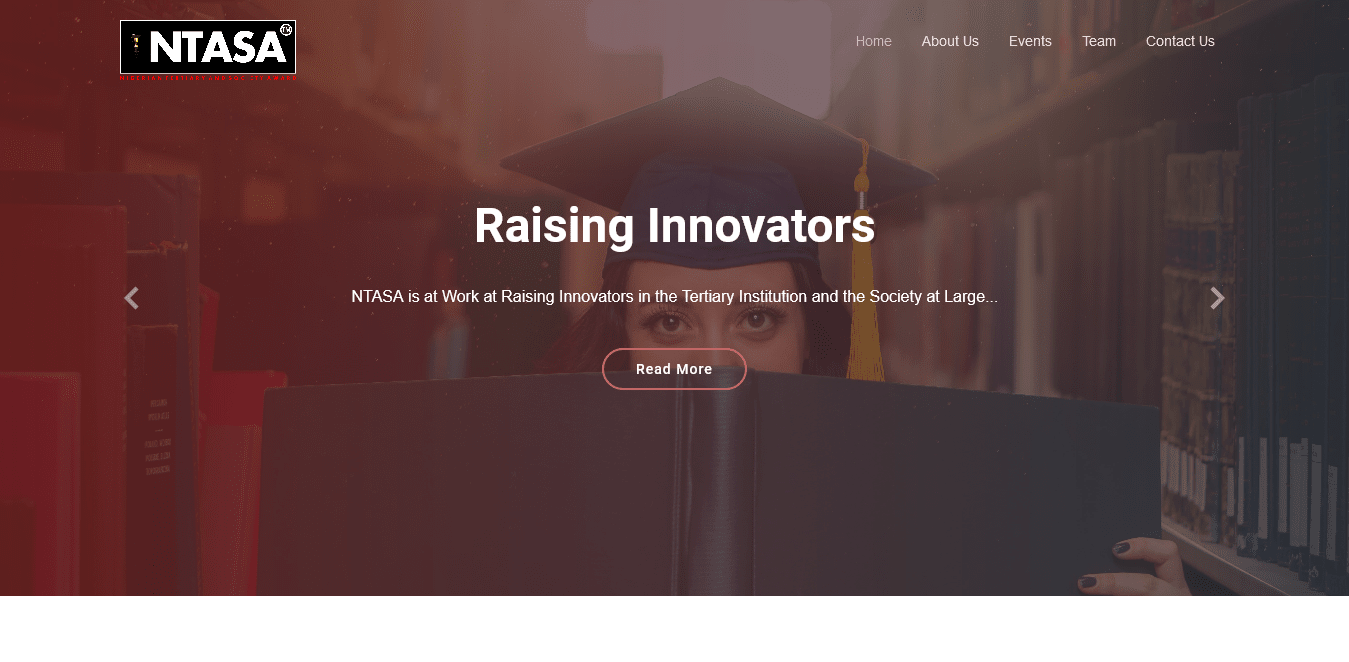 NTASA TM
Home About Us Events Team Contact Us
Raising Innovators
NTASA is at Work at Raising Innovators in the Tertiary Institution and the Society at Large...
Read More